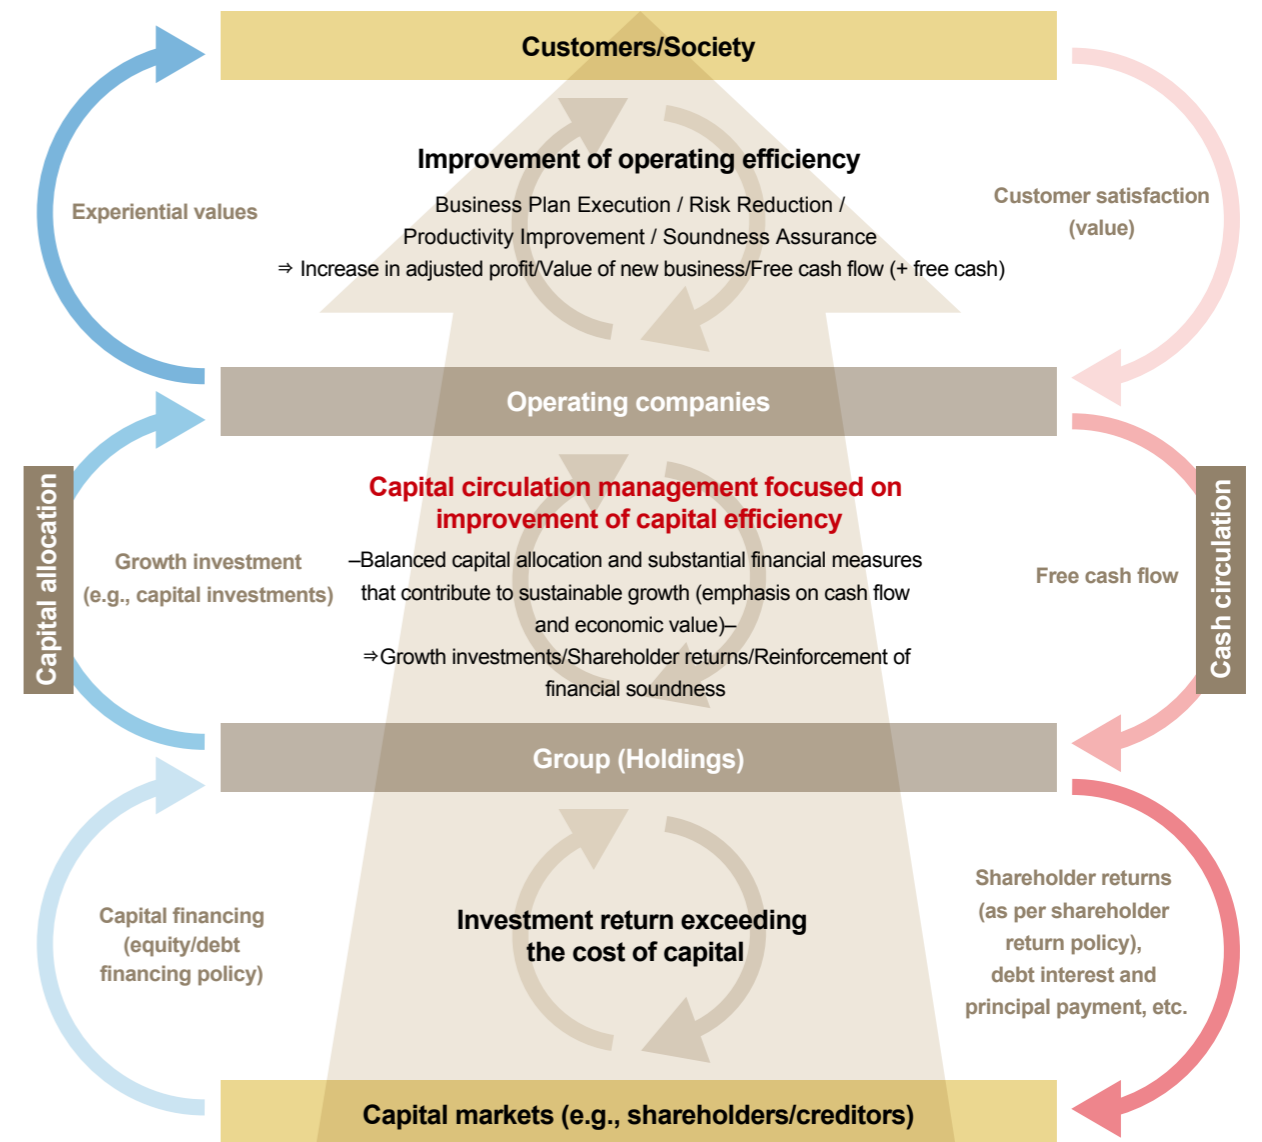 Customers/Society
Improvement of operating efficiency
Business Plan Execution / Risk Reduction /
Productivity Improvement / Soundness Assurance
⇒ Increase in adjusted profit/Value of new business/Free cash flow (+ free cash)
Experiential values
Customer satisfaction
(value)
Operating companies
Capital allocation
Growth investment
(e.g., capital investments)
Capital circulation management focused on
improvement of capital efficiency
–Balanced capital allocation and substantial financial measures
that contribute to sustainable growth (emphasis on cash flow
and economic value)–
⇒Growth investments/Shareholder returns/Reinforcement of
financial soundness
Free cash flow
Cash circulation
Group (Holdings)
Capital financing
(equity/debt
financing policy)
Investment return exceeding
the cost of capital
Shareholder returns
(as per shareholder
return policy),
debt interest and
principal payment, etc.
Capital markets (e.g., shareholders/creditors)